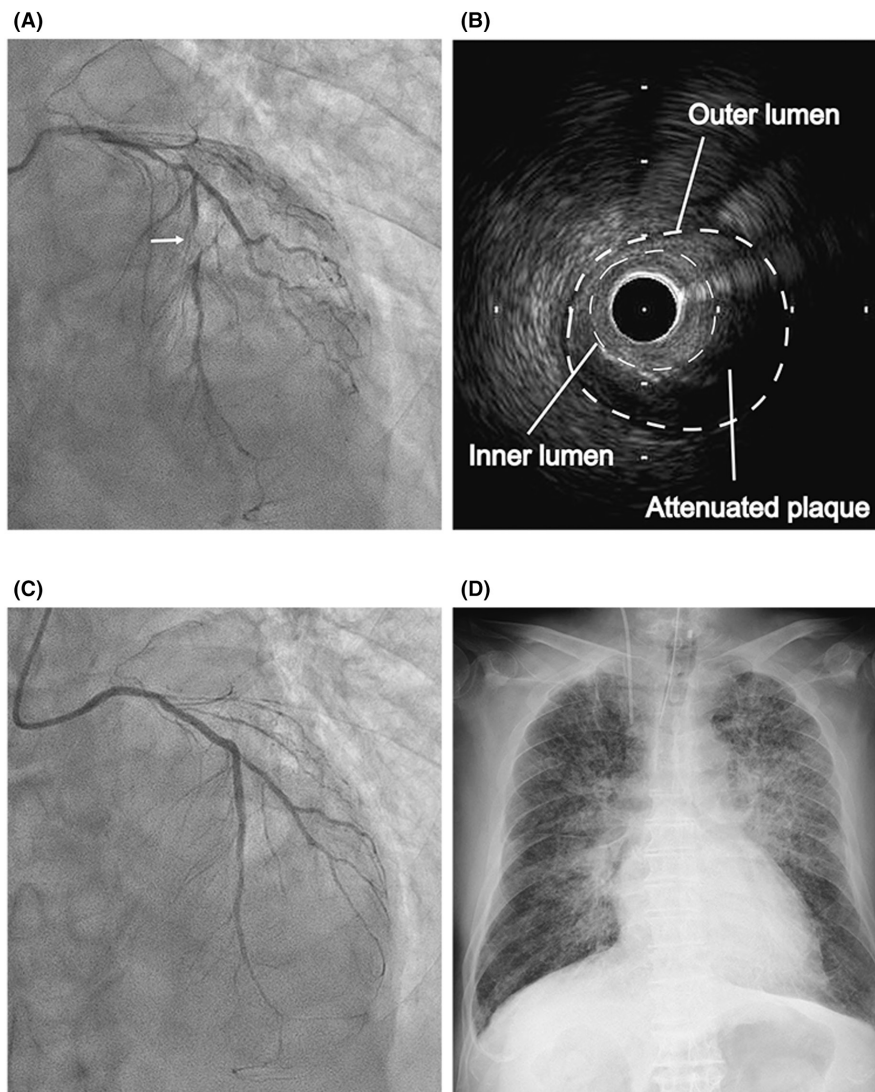 (A)
(B)
Outer lumen
Inner lumen
Attenuated plaque
(C)
(D)